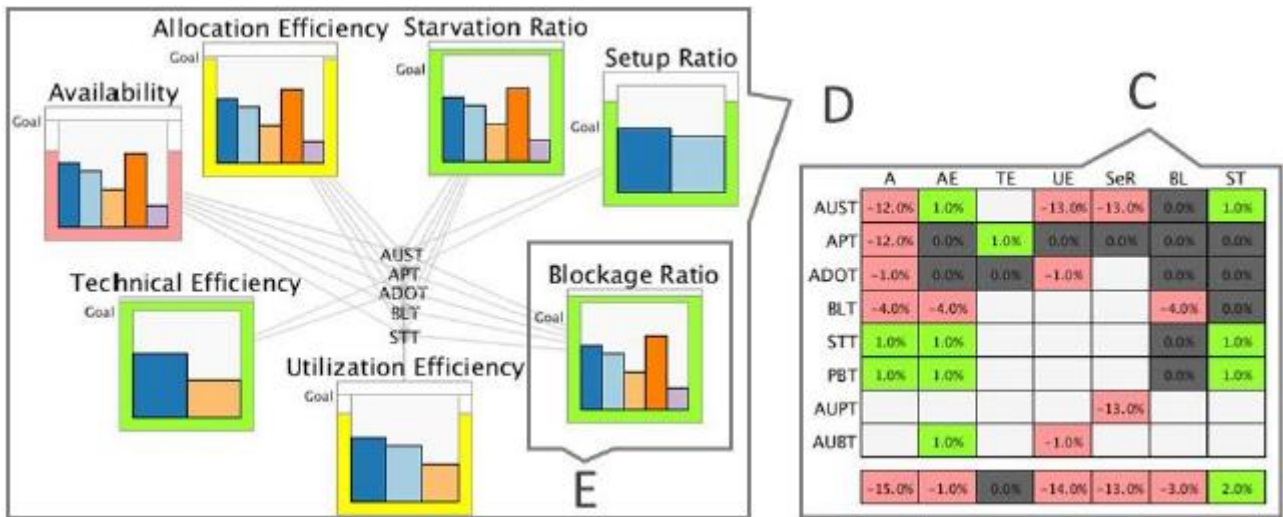 Allocation Efficiency
Starvation Ratio
Goal
Goal
Setup Ratio
Goal
Availability
Goal
AUST
APT
ADOT
BLT
STT
Technical Efficiency
Goal
Blockage Ratio
Goal
Utilization Efficiency
Goal
E
D
C
A AE TE UE SeR BL ST
AUST -12.0% 1.0% -13.0% -13.0% 0.0% 1.0%
APT -12.0% 0.0% 1.0% 0.0% 0.0% 0.0% 0.0%
ADOT -1.0% 0.0% 0.0% -1.0% 0.0% 0.0%
BLT -4.0% -4.0% -4.0% 0.0%
STT 1.0% 1.0% 0.0% 1.0%
PBT 1.0% 1.0% 0.0% 1.0%
AUPT -13.0%
AUBT 1.0% -1.0%
-15.0% -1.0% 0.0% -14.0% -13.0% -3.0% 2.0%